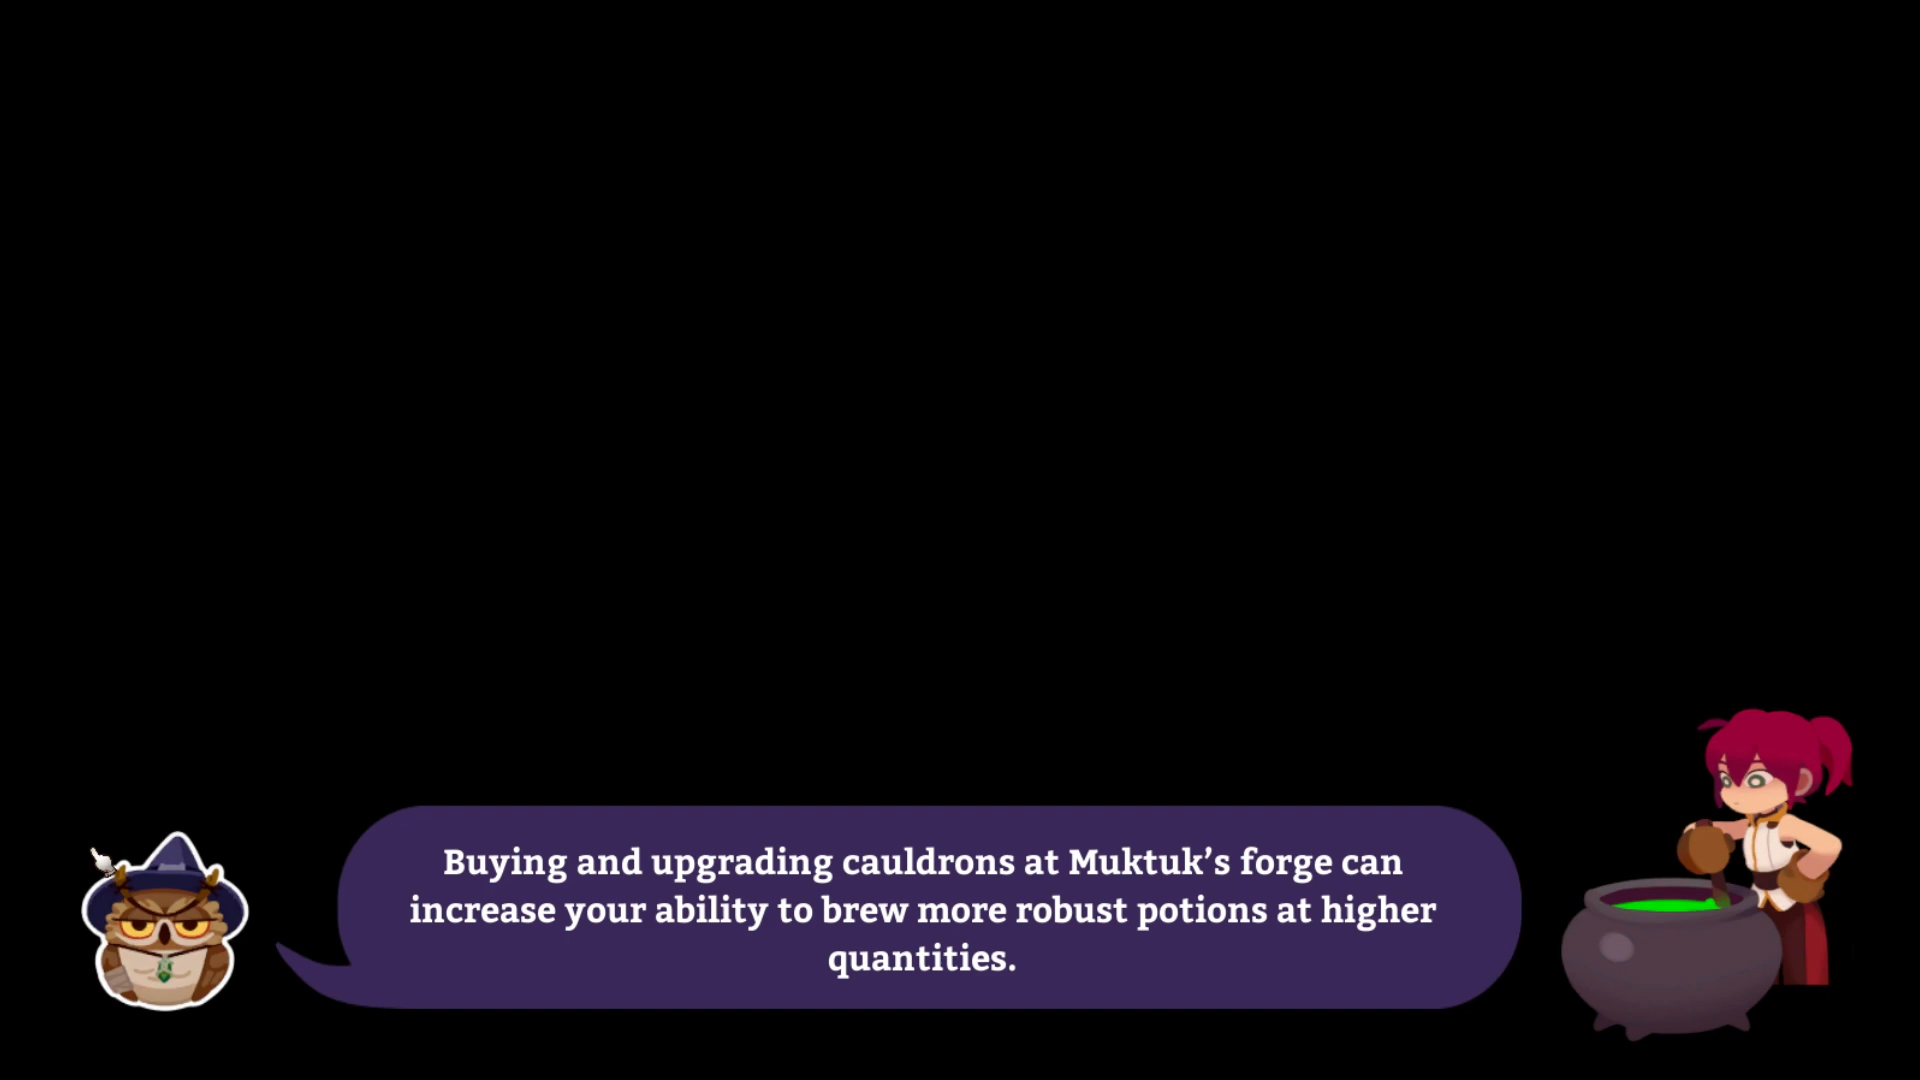 Buying and upgrading cauldrons at Muktuk’s forge can
increase your ability to brew more robust potions at higher
quantities.